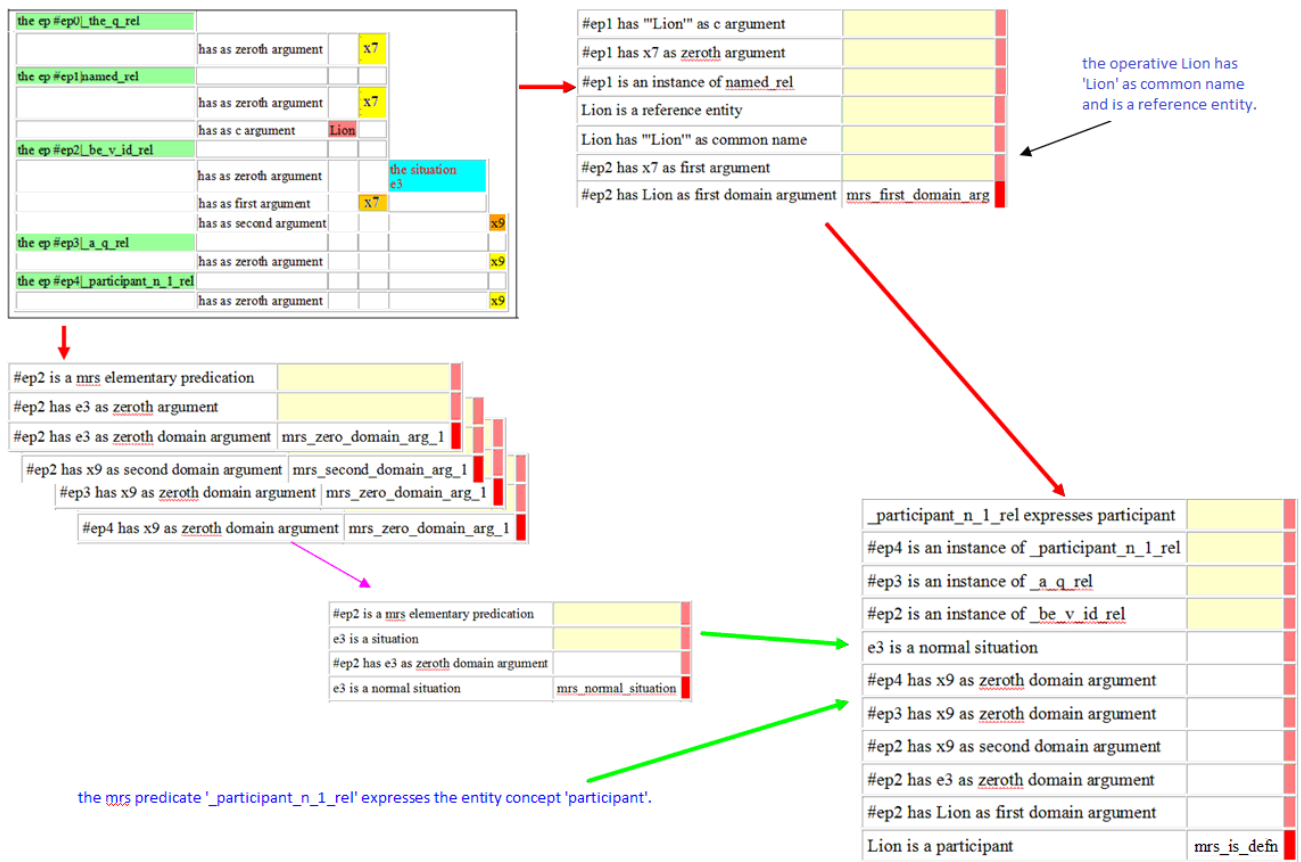 the ep #ep0|_the_q_rel
has as zeroth argument x7
the ep #ep1|named_rel
has as zeroth argument x7
has as c argument Lion
the ep #ep2|_be_v_id_rel
has as zeroth argument the situation
e3
has as first argument x7
has as second argument x9
the ep #ep3|_a_q_rel
has as zeroth argument x9
the ep #ep4|_participant_n_1_rel
has as zeroth argument x9
#ep1 has "'Lion'" as c argument
#ep1 has x7 as zeroth argument
#ep1 is an instance of named_rel
Lion is a reference entity
Lion has "'Lion'" as common name
#ep2 has x7 as first argument
#ep2 has Lion as first domain argument mrs_first_domain_arg
the operative Lion has
'Lion' as common name
and is a reference entity.
#ep2 is a mrs elementary predication
#ep2 has e3 as zeroth argument
#ep2 has e3 as zeroth domain argument mrs_zero_domain_arg_1
#ep2 has x9 as second domain argument mrs_second_domain_arg_1
#ep3 has x9 as zeroth domain argument mrs_zero_domain_arg_1
#ep4 has x9 as zeroth domain argument mrs_zero_domain_arg_1
#ep2 is a mrs elementary predication
e3 is a situation
#ep2 has e3 as zeroth domain argument
e3 is a normal situation mrs_normal_situation
the mrs predicate '_participant_n_1_rel' expresses the entity concept 'participant'.
_participant_n_1_rel expresses participant
#ep4 is an instance of _participant_n_1_rel
#ep3 is an instance of _a_q_rel
#ep2 is an instance of _be_v_id_rel
e3 is a normal situation
#ep4 has x9 as zeroth domain argument
#ep3 has x9 as zeroth domain argument
#ep2 has x9 as second domain argument
#ep2 has e3 as zeroth domain argument
#ep2 has Lion as first domain argument
Lion is a participant mrs_is_defn